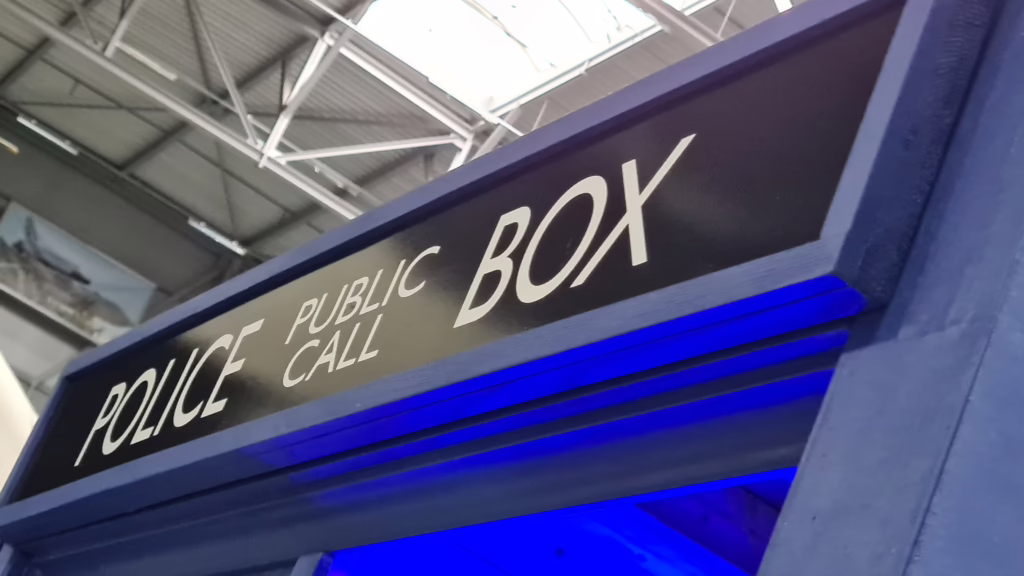 POLICE PUBLIC CALL BOX